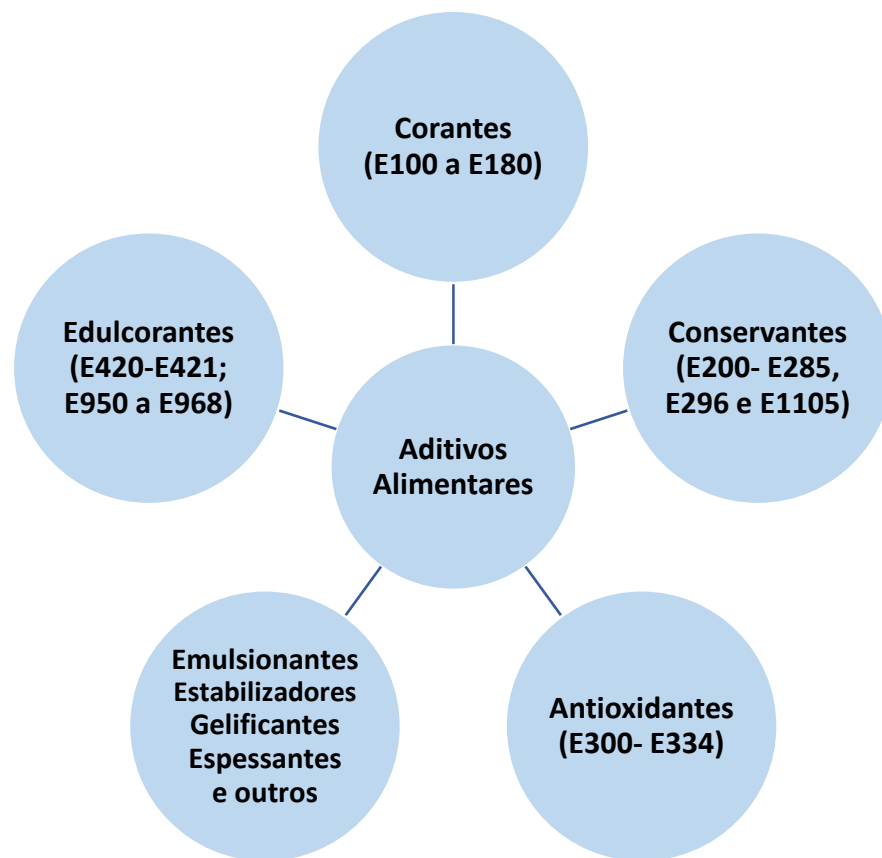 Corantes
(E100 a E180)
Edulcorantes
(E420-E421;
E950 a E968)
Conservantes
(E200- E285,
E296 e E1105)
Aditivos
Alimentares
Emulsionantes
Estabilizadores
Gelificantes
Espessantes
e outros
Antioxidantes
(E300- E334)